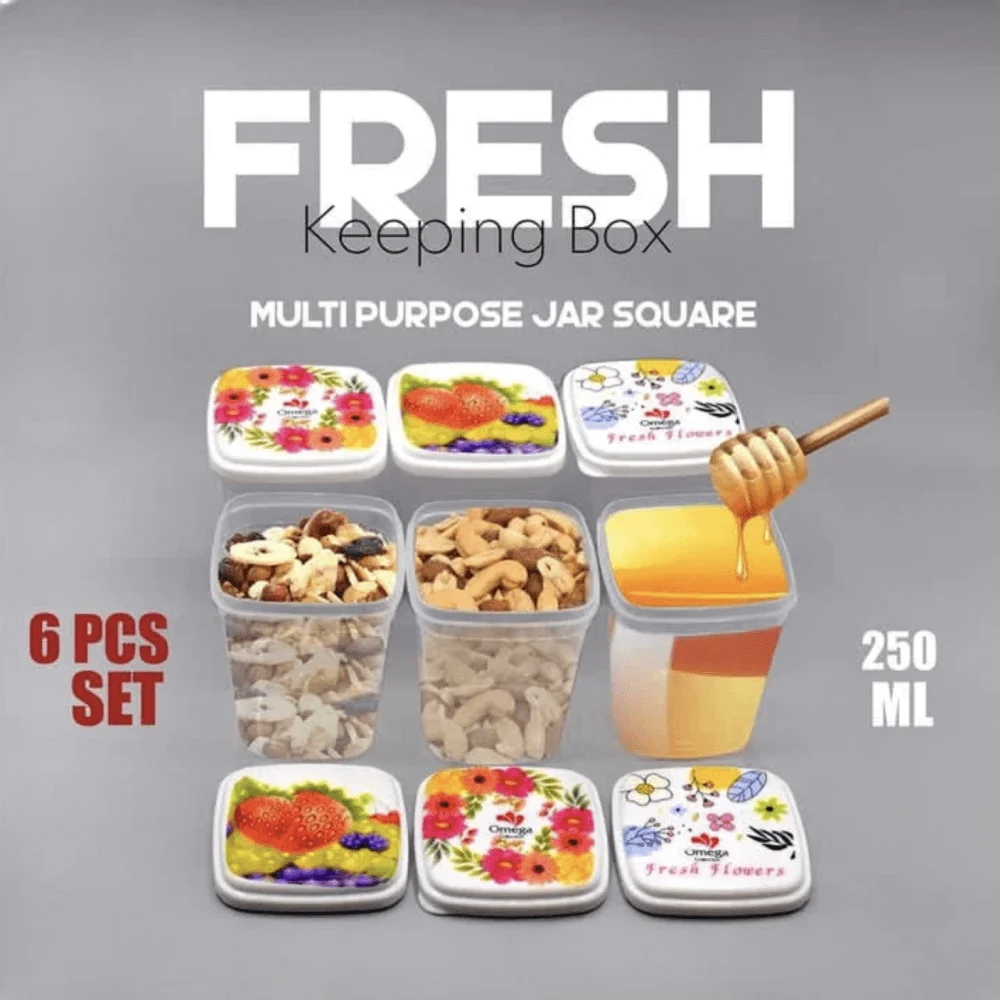 FRESH
Keeping Box
MULTI PURPOSE JAR SQUARE
Omega
Omega
Fresh Flowers
6 PCS
SET
250
ML
Omega
Omega
Fresh Flowers